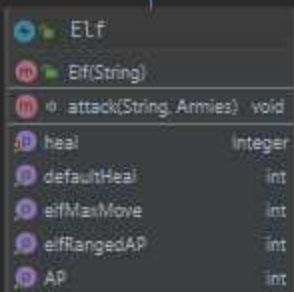 Elf
Elf(String)
attack(String, Armies) void
heal Integer
defaultHeal int
elfMaxMove int
elfRangedAP int
AP int